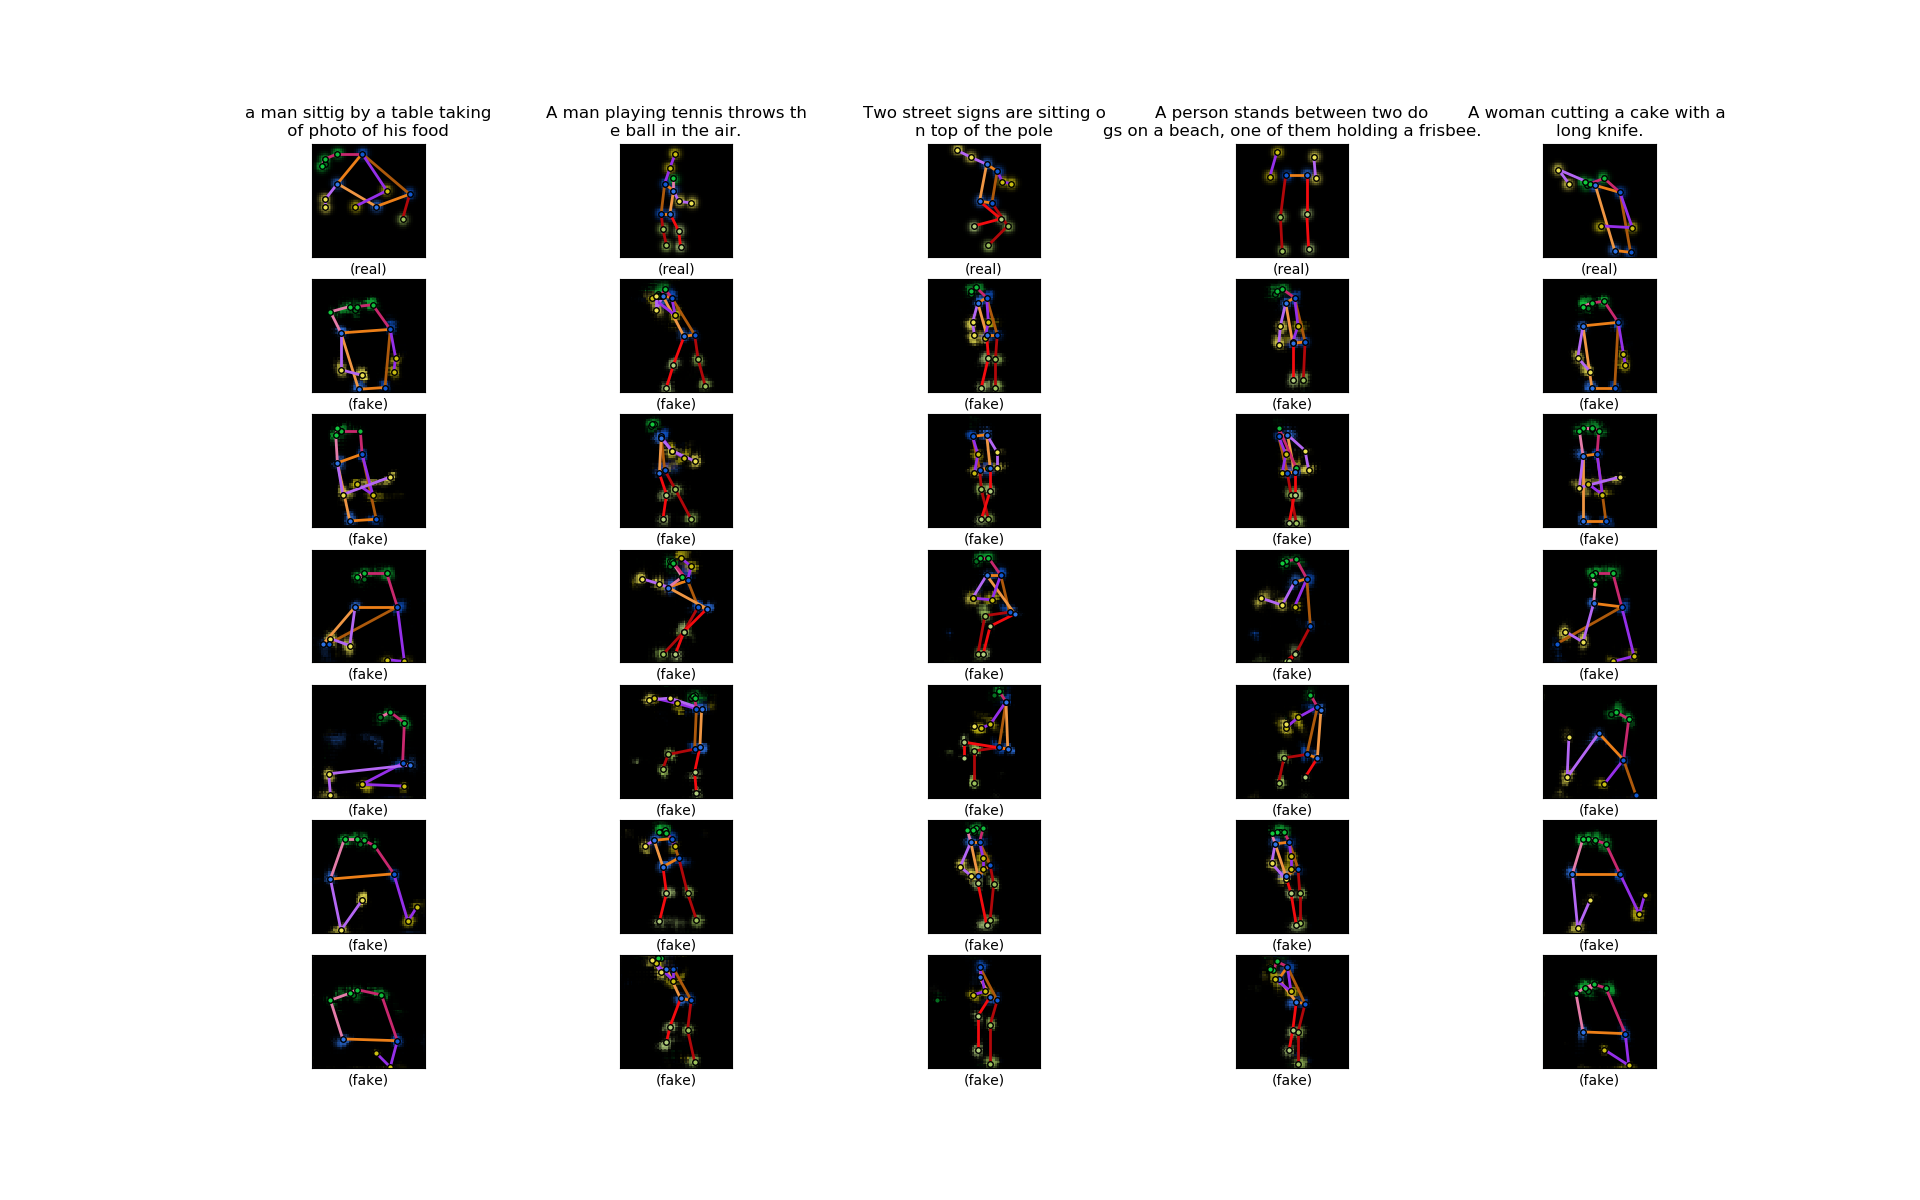 a man sittig by a table taking
of photo of his food
A man playing tennis throws th
e ball in the air.
Two street signs are sitting o
n top of the pole
A person stands between two do
gs on a beach, one of them holding a frisbee.
A woman cutting a cake with a
long knife.
(real) (real) (real) (real) (real)
(fake) (fake) (fake) (fake) (fake)
(fake) (fake) (fake) (fake) (fake)
(fake) (fake) (fake) (fake) (fake)
(fake) (fake) (fake) (fake) (fake)
(fake) (fake) (fake) (fake) (fake)
(fake) (fake) (fake) (fake) (fake)